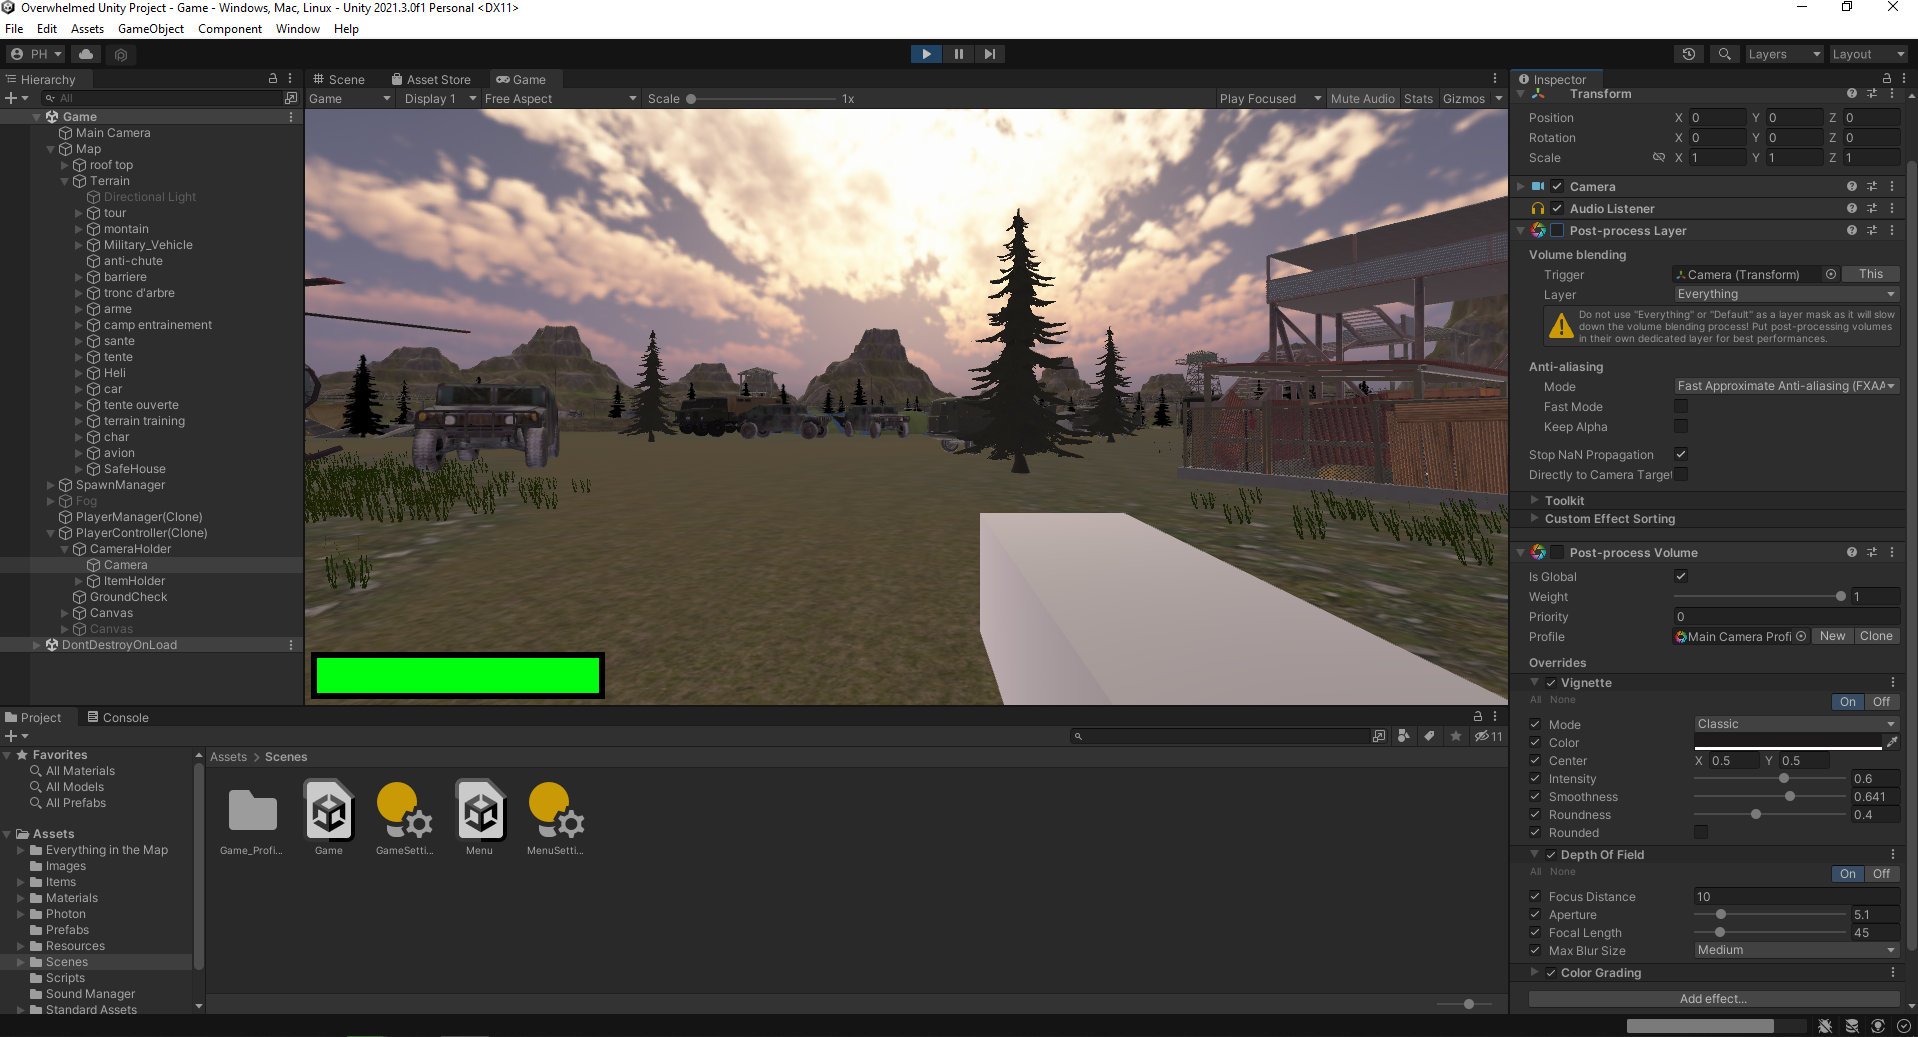 Overwhelmed Unity Project - Game - Windows, Mac, Linux - Unity 2021.3.0f1 Personal <DX11>
File Edit Assets GameObject Component Window Help
PH Layers Layout
Hierarchy
All
Game
Main Camera
Map
roof top
Terrain
Directional Light
tour
montain
Military_Vehicle
anti-chute
barriere
tronc d'arbre
arme
camp entrainement
sante
tente
Heli
car
tente ouverte
terrain training
char
avion
SafeHouse
SpawnManager
Fog
PlayerManager(Clone)
PlayerController(Clone)
CameraHolder
Camera
ItemHolder
GroundCheck
Canvas
Canvas
DontDestroyOnLoad
Scene Asset Store Game
Game Display 1 Free Aspect Scale 1x Play Focused Mute Audio Stats Gizmos
Inspector
Transform
Position X 0 Y 0 Z 0
Rotation X 0 Y 0 Z 0
Scale X 1 Y 1 Z 1
Camera
Audio Listener
Post-process Layer
Volume blending
Trigger Camera (Transform) This
Layer Everything
Do not use "Everything" or "Default" as a layer mask as it will slow
down the volume blending process! Put post-processing volumes
in their own dedicated layer for best performances.
Anti-aliasing
Mode Fast Approximate Anti-aliasing (FXAA
Fast Mode
Keep Alpha
Stop NaN Propagation
Directly to Camera Target
Toolkit
Custom Effect Sorting
Post-process Volume
Is Global
Weight 1
Priority 0
Profile Main Camera Profi New Clone
Overrides
Vignette
All None On Off
Mode Classic
Color
Center X 0.5 Y 0.5
Intensity 0.6
Smoothness 0.641
Roundness 0.4
Rounded
Depth Of Field
All None On Off
Focus Distance 10
Aperture 5.1
Focal Length 45
Max Blur Size Medium
Color Grading
Add effect...
Project Console
11
Favorites
All Materials
All Models
All Prefabs
Assets
Everything in the Map
Images
Items
Materials
Photon
Prefabs
Resources
Scenes
Scripts
Sound Manager
Standard Assets
Assets > Scenes
Game_Profi... Game GameSetti... Menu MenuSetti...